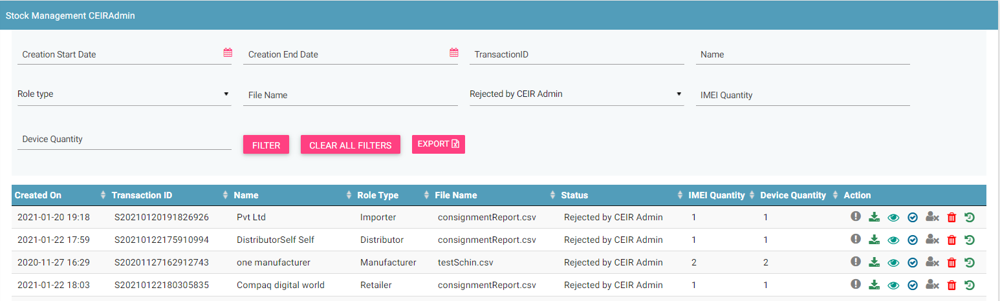 Stock Management CEIRAdmin
Creation Start Date Creation End Date TransactionID Name
Role type File Name Rejected by CEIR Admin IMEI Quantity
Device Quantity FILTER CLEAR ALL FILTERS EXPORT
Created On Transaction ID Name Role Type File Name Status IMEI Quantity Device Quantity Action
2021-01-20 19:18 S20210120191826926 Pvt Ltd Importer consignmentReport.csv Rejected by CEIR Admin 1 1
2021-01-22 17:59 S20210122175910994 DistributorSelf Self Distributor consignmentReport.csv Rejected by CEIR Admin 1 1
2020-11-27 16:29 S20201127162912743 one manufacturer Manufacturer testSchin.csv Rejected by CEIR Admin 2 2
2021-01-22 18:03 S20210122180305835 Compaq digital world Retailer consignmentReport.csv Rejected by CEIR Admin 1 1